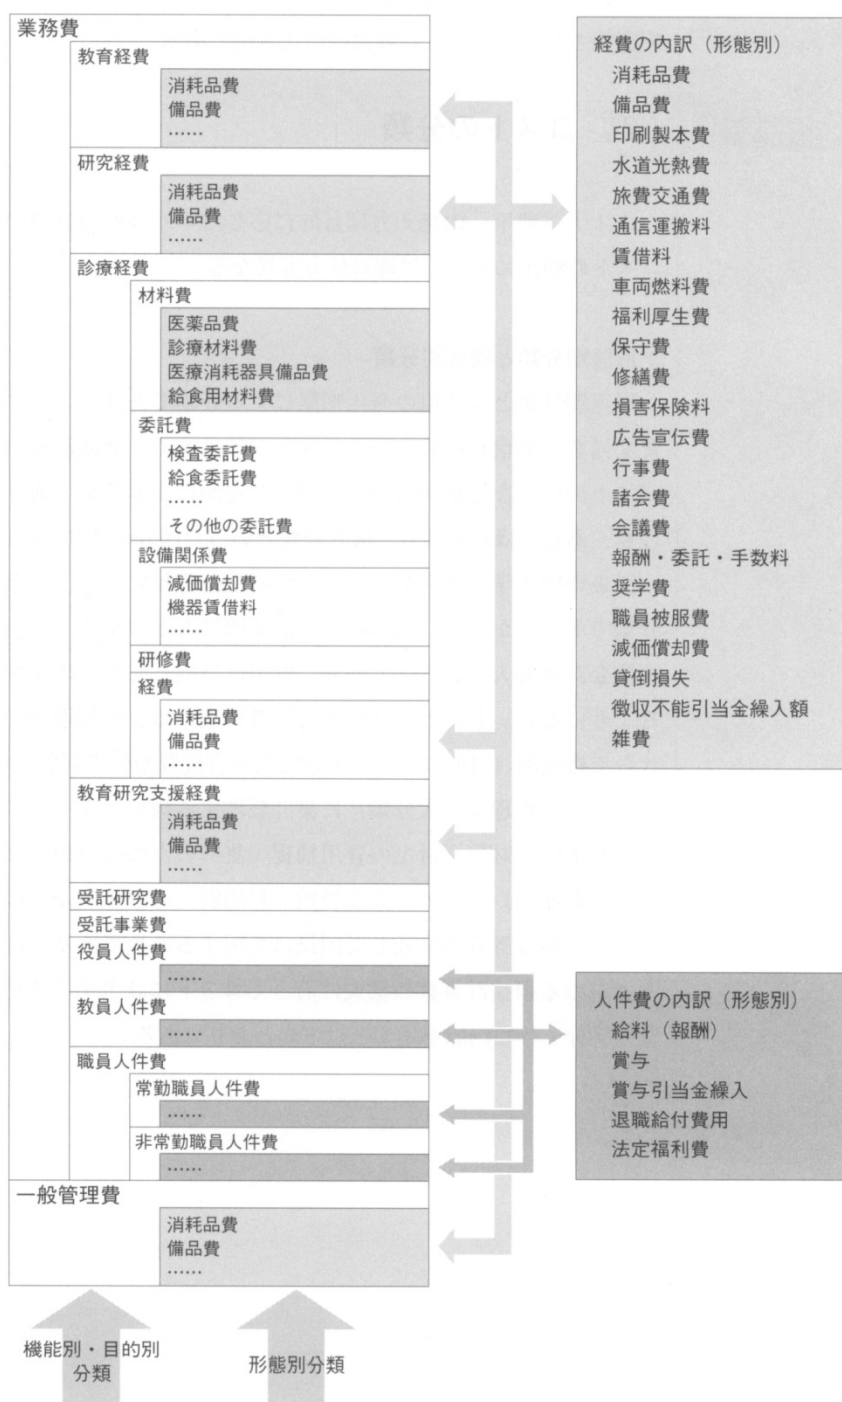 業務費
教育経費
消耗品費
備品費
……
研究経費
消耗品費
備品費
……
診療経費
材料費
医薬品費
診療材料費
医療消耗器具備品費
給食用材料費
委託費
検査委託費
給食委託費
……
その他の委託費
設備関係費
減価償却費
機器賃借料
……
研修費
経費
消耗品費
備品費
……
教育研究支援経費
消耗品費
備品費
……
受託研究費
受託事業費
役員人件費
……
教員人件費
……
職員人件費
常勤職員人件費
……
非常勤職員人件費
……
一般管理費
消耗品費
備品費
……
機能別・目的別
分類
形態別分類
経費の内訳（形態別）
消耗品費
備品費
印刷製本費
水道光熱費
旅費交通費
通信運搬料
賃借料
車両燃料費
福利厚生費
保守費
修繕費
損害保険料
広告宣伝費
行事費
諸会費
会議費
報酬・委託・手数料
奨学費
職員被服費
減価償却費
貸倒損失
徴収不能引当金繰入額
雑費
人件費の内訳（形態別）
給料（報酬）
賞与
賞与引当金繰入
退職給付費用
法定福利費